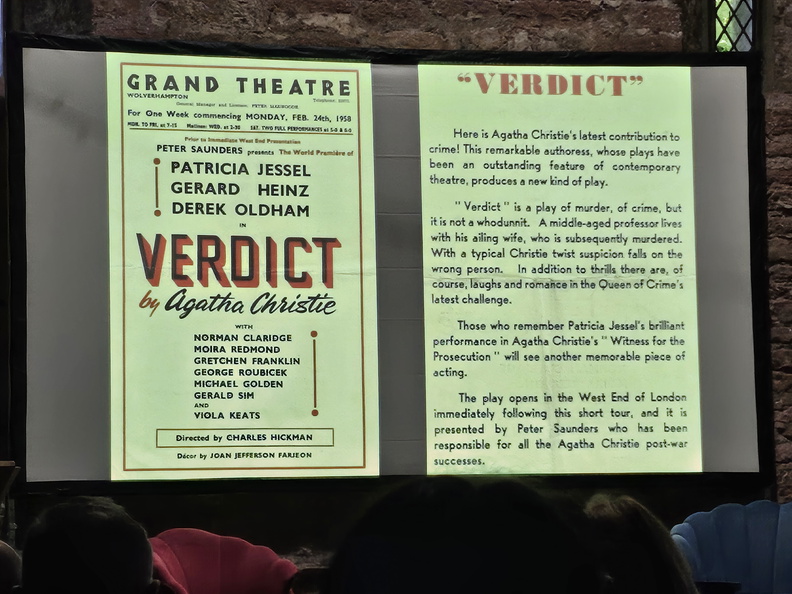 GRAND THEATRE
WOLVERHAMPTON
General Manager and Licensee: PETER
For One Week commencing MONDAY, FEB. 24th, 1958
MON. TO FRI. at 7-15 Matinee: WED. at 2-30 SAT. TWO FULL PERFORMANCES at 5-0 & 8-0
Prior to Immediate West End Presentation
PETER SAUNDERS presents The World Première of
PATRICIA JESSEL
GERARD HEINZ
DEREK OLDHAM
IN
VERDICT
by Agatha Christie
WITH
NORMAN CLARIDGE
MOIRA REDMOND
GRETCHEN FRANKLIN
GEORGE ROUBICEK
MICHAEL GOLDEN
GERALD SIM
AND
VIOLA KEATS
Directed by CHARLES HICKMAN
Décor by JOAN JEFFERSON FARJEON
"VERDICT"
Here is Agatha Christie's latest contribution to
crime! This remarkable authoress, whose plays have
been an outstanding feature of contemporary
theatre, produces a new kind of play.
" Verdict " is a play of murder, of crime, but
it is not a whodunnit. A middle-aged professor lives
with his ailing wife, who is subsequently murdered.
With a typical Christie twist suspicion falls on the
wrong person. In addition to thrills there are, of
course, laughs and romance in the Queen of Crime's
latest challenge.
Those who remember Patricia Jessel's brilliant
performance in Agatha Christie's " Witness for the
Prosecution " will see another memorable piece of
acting.
The play opens in the West End of London
immediately following this short tour, and it is
presented by Peter Saunders who has been
responsible for all the Agatha Christie post-war
successes.